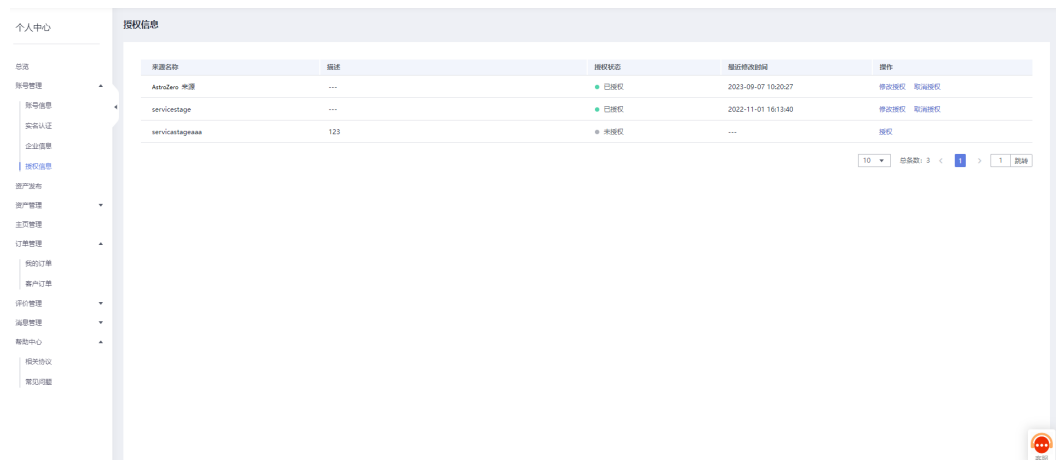 个人中心
授权信息
总览
账号管理
账号信息
实名认证
企业信息
授权信息
资产发布
资产管理
主页管理
订单管理
我的订单
客户订单
评价管理
消息管理
帮助中心
相关协议
常见问题
来源名称 描述 授权状态 最近修改时间 操作
AstroZero 来源 --- 已授权 2023-09-07 10:20:27 修改授权 取消授权
servicestage --- 已授权 2022-11-01 16:13:40 修改授权 取消授权
servicastageaaa 123 未授权 --- 授权
10 总条数: 3 < 1 > 1 跳转
客服